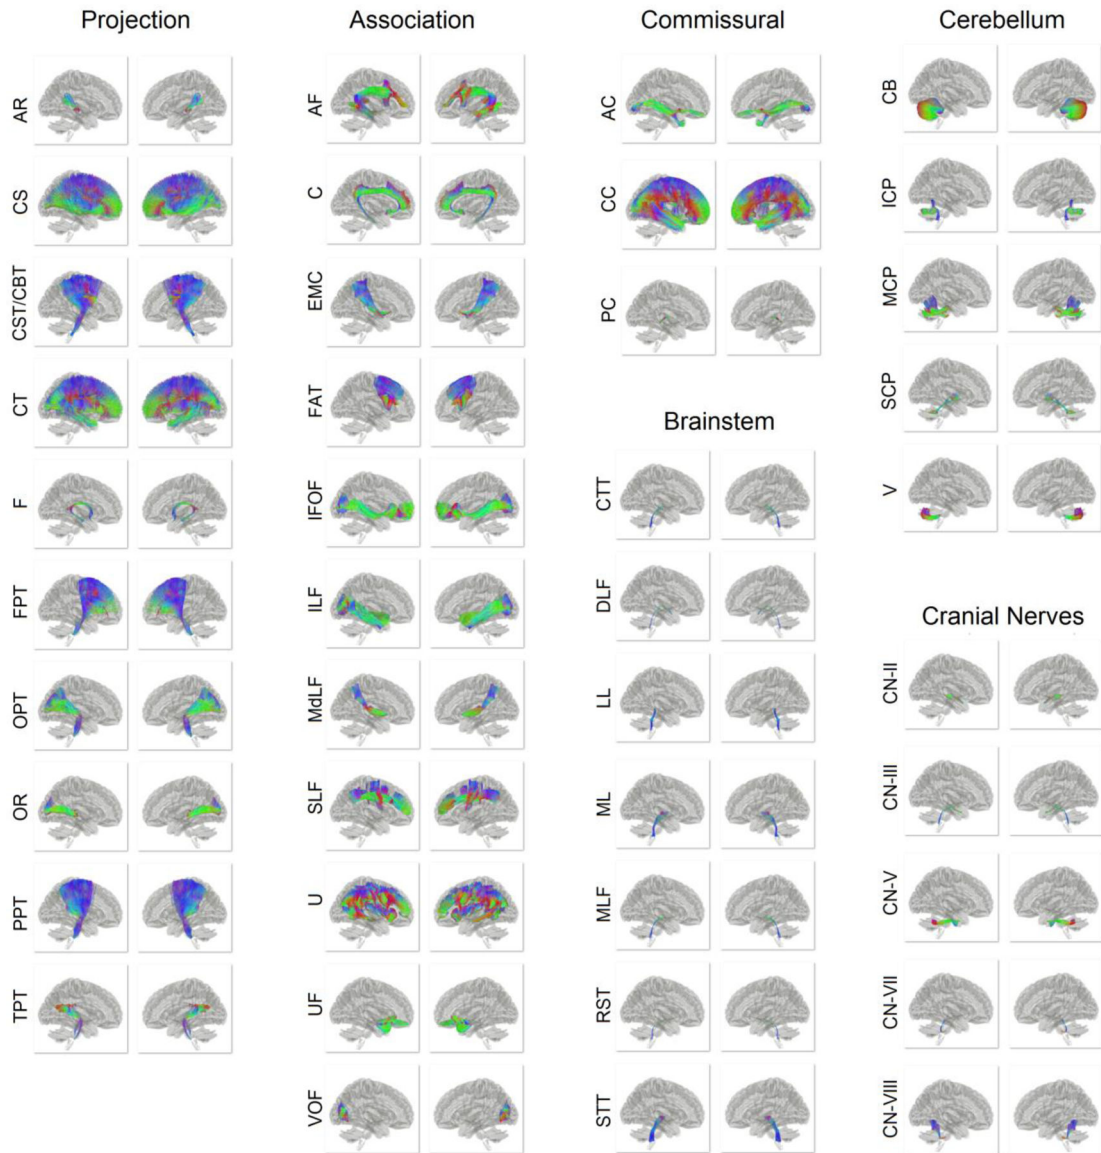 Projection
AR
CS
CST/CBT
CT
F
FPT
OPT
OR
PPT
TPT
Association
AF
C
EMC
FAT
IFOF
ILF
MdLF
SLF
U
UF
VOF
Commissural
AC
CC
PC
Brainstem
CTT
DLF
LL
ML
MLF
RST
STT
Cerebellum
CB
ICP
MCP
SCP
V
Cranial Nerves
CN-II
CN-III
CN-V
CN-VII
CN-VIII